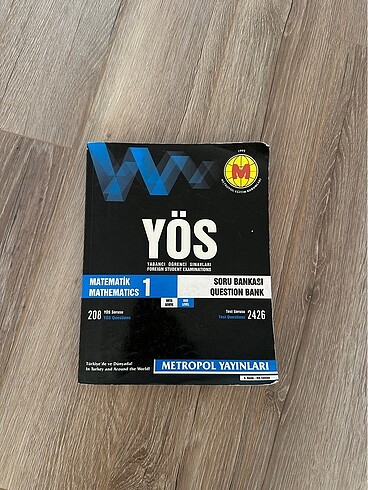 1995
M
YÖS
YABANCI ÖĞRENCİ SINAVLARI
FOREIGN STUDENT EXAMINATIONS
MATEMATİK
MATHEMATICS
1
SORU BANKASI
QUESTION BANK
208
YÖS Sorusu
YÖS Questions
Test Sorusu
Test Questions
2426
Türkiye'de ve Dünyada!
In Turkey and Around the World!
METROPOL YAYINLARI